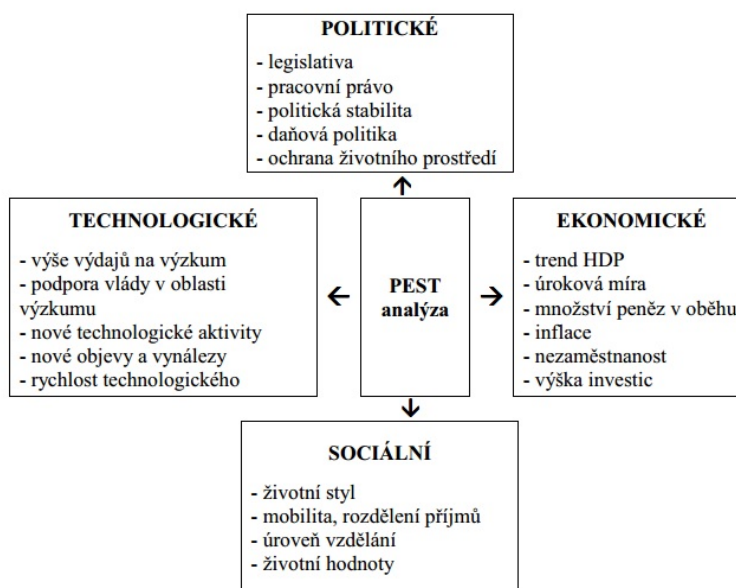 POLITICKÉ
- legislativa
- pracovní právo
- politická stabilita
- daňová politika
- ochrana životního prostředí
TECHNOLOGICKÉ
- výše výdajů na výzkum
- podpora vlády v oblasti
výzkumu
- nové technologické aktivity
- nové objevy a vynálezy
- rychlost technologického
PEST
analýza
EKONOMICKÉ
- trend HDP
- úroková míra
- množství peněz v oběhu
- inflace
- nezaměstnanost
- výška investic
SOCIÁLNÍ
- životní styl
- mobilita, rozdělení příjmů
- úroveň vzdělání
- životní hodnoty